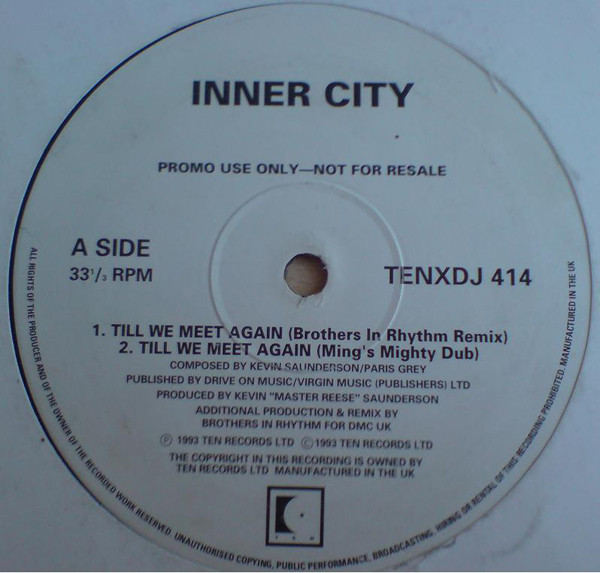 INNER CITY
PROMO USE ONLY—NOT FOR RESALE
A SIDE
33¹/₃ RPM
TENXDJ 414
1. TILL WE MEET AGAIN (Brothers In Rhythm Remix)
2. TILL WE MEET AGAIN (Ming's Mighty Dub)
COMPOSED BY KEVIN SAUNDERSON/PARIS GREY
PUBLISHED BY DRIVE ON MUSIC/VIRGIN MUSIC (PUBLISHERS) LTD
PRODUCED BY KEVIN "MASTER REESE" SAUNDERSON
ADDITIONAL PRODUCTION & REMIX BY
BROTHERS IN RHYTHM FOR DMC UK
Ⓟ 1993 TEN RECORDS LTD © 1993 TEN RECORDS LTD
THE COPYRIGHT IN THIS RECORDING IS OWNED BY
TEN RECORDS LTD MANUFACTURED IN THE UK
TEN
ALL RIGHTS OF THE PRODUCER AND OF THE OWNER OF THE RECORDED WORK RESERVED. UNAUTHORISED COPYING, PUBLIC PERFORMANCE, BROADCASTING, HIRING OR RENTAL OF THIS RECORDING PROHIBITED. MANUFACTURED IN THE UK